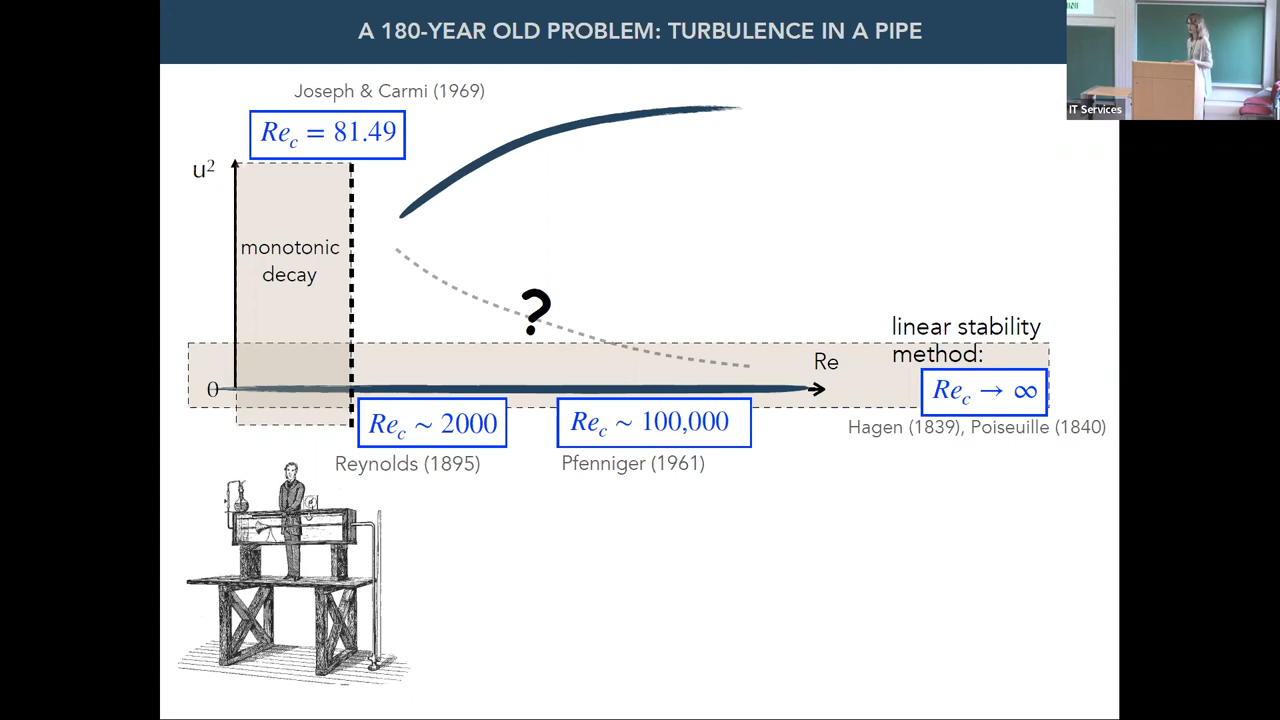 A 180-YEAR OLD PROBLEM: TURBULENCE IN A PIPE
IT Services
Joseph & Carmi (1969)
Re_c = 81.49
u²
monotonic
decay
?
linear stability
method:
Re
0
Re_c → ∞
Re_c ~ 2000
Re_c ~ 100,000
Hagen (1839), Poiseuille (1840)
Reynolds (1895)
Pfenniger (1961)